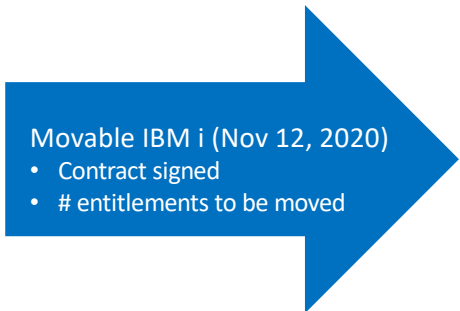 Movable IBM i (Nov 12, 2020)
• Contract signed
• # entitlements to be moved